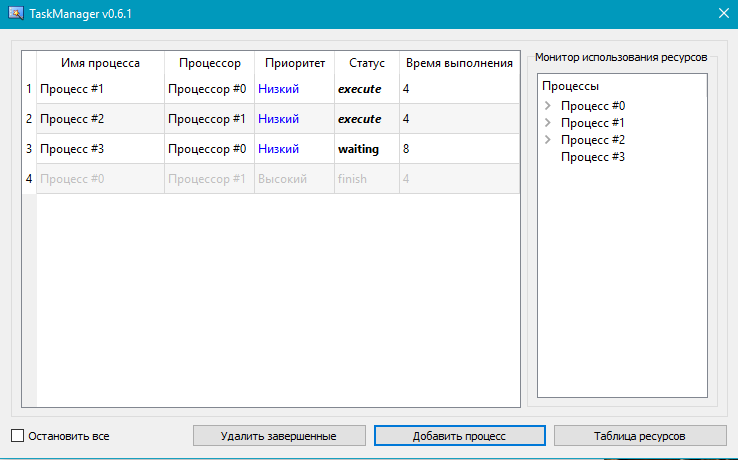 TaskManager v0.6.1
Имя процесса Процессор Приоритет Статус Время выполнения
1 Процесс #1 Процессор #0 Низкий execute 4
2 Процесс #2 Процессор #1 Низкий execute 4
3 Процесс #3 Процессор #0 Низкий waiting 8
4 Процесс #0 Процессор #1 Высокий finish 4
Монитор использования ресурсов
Процессы
Процесс #0
Процесс #1
Процесс #2
Процесс #3
Остановить все
Удалить завершенные
Добавить процесс
Таблица ресурсов